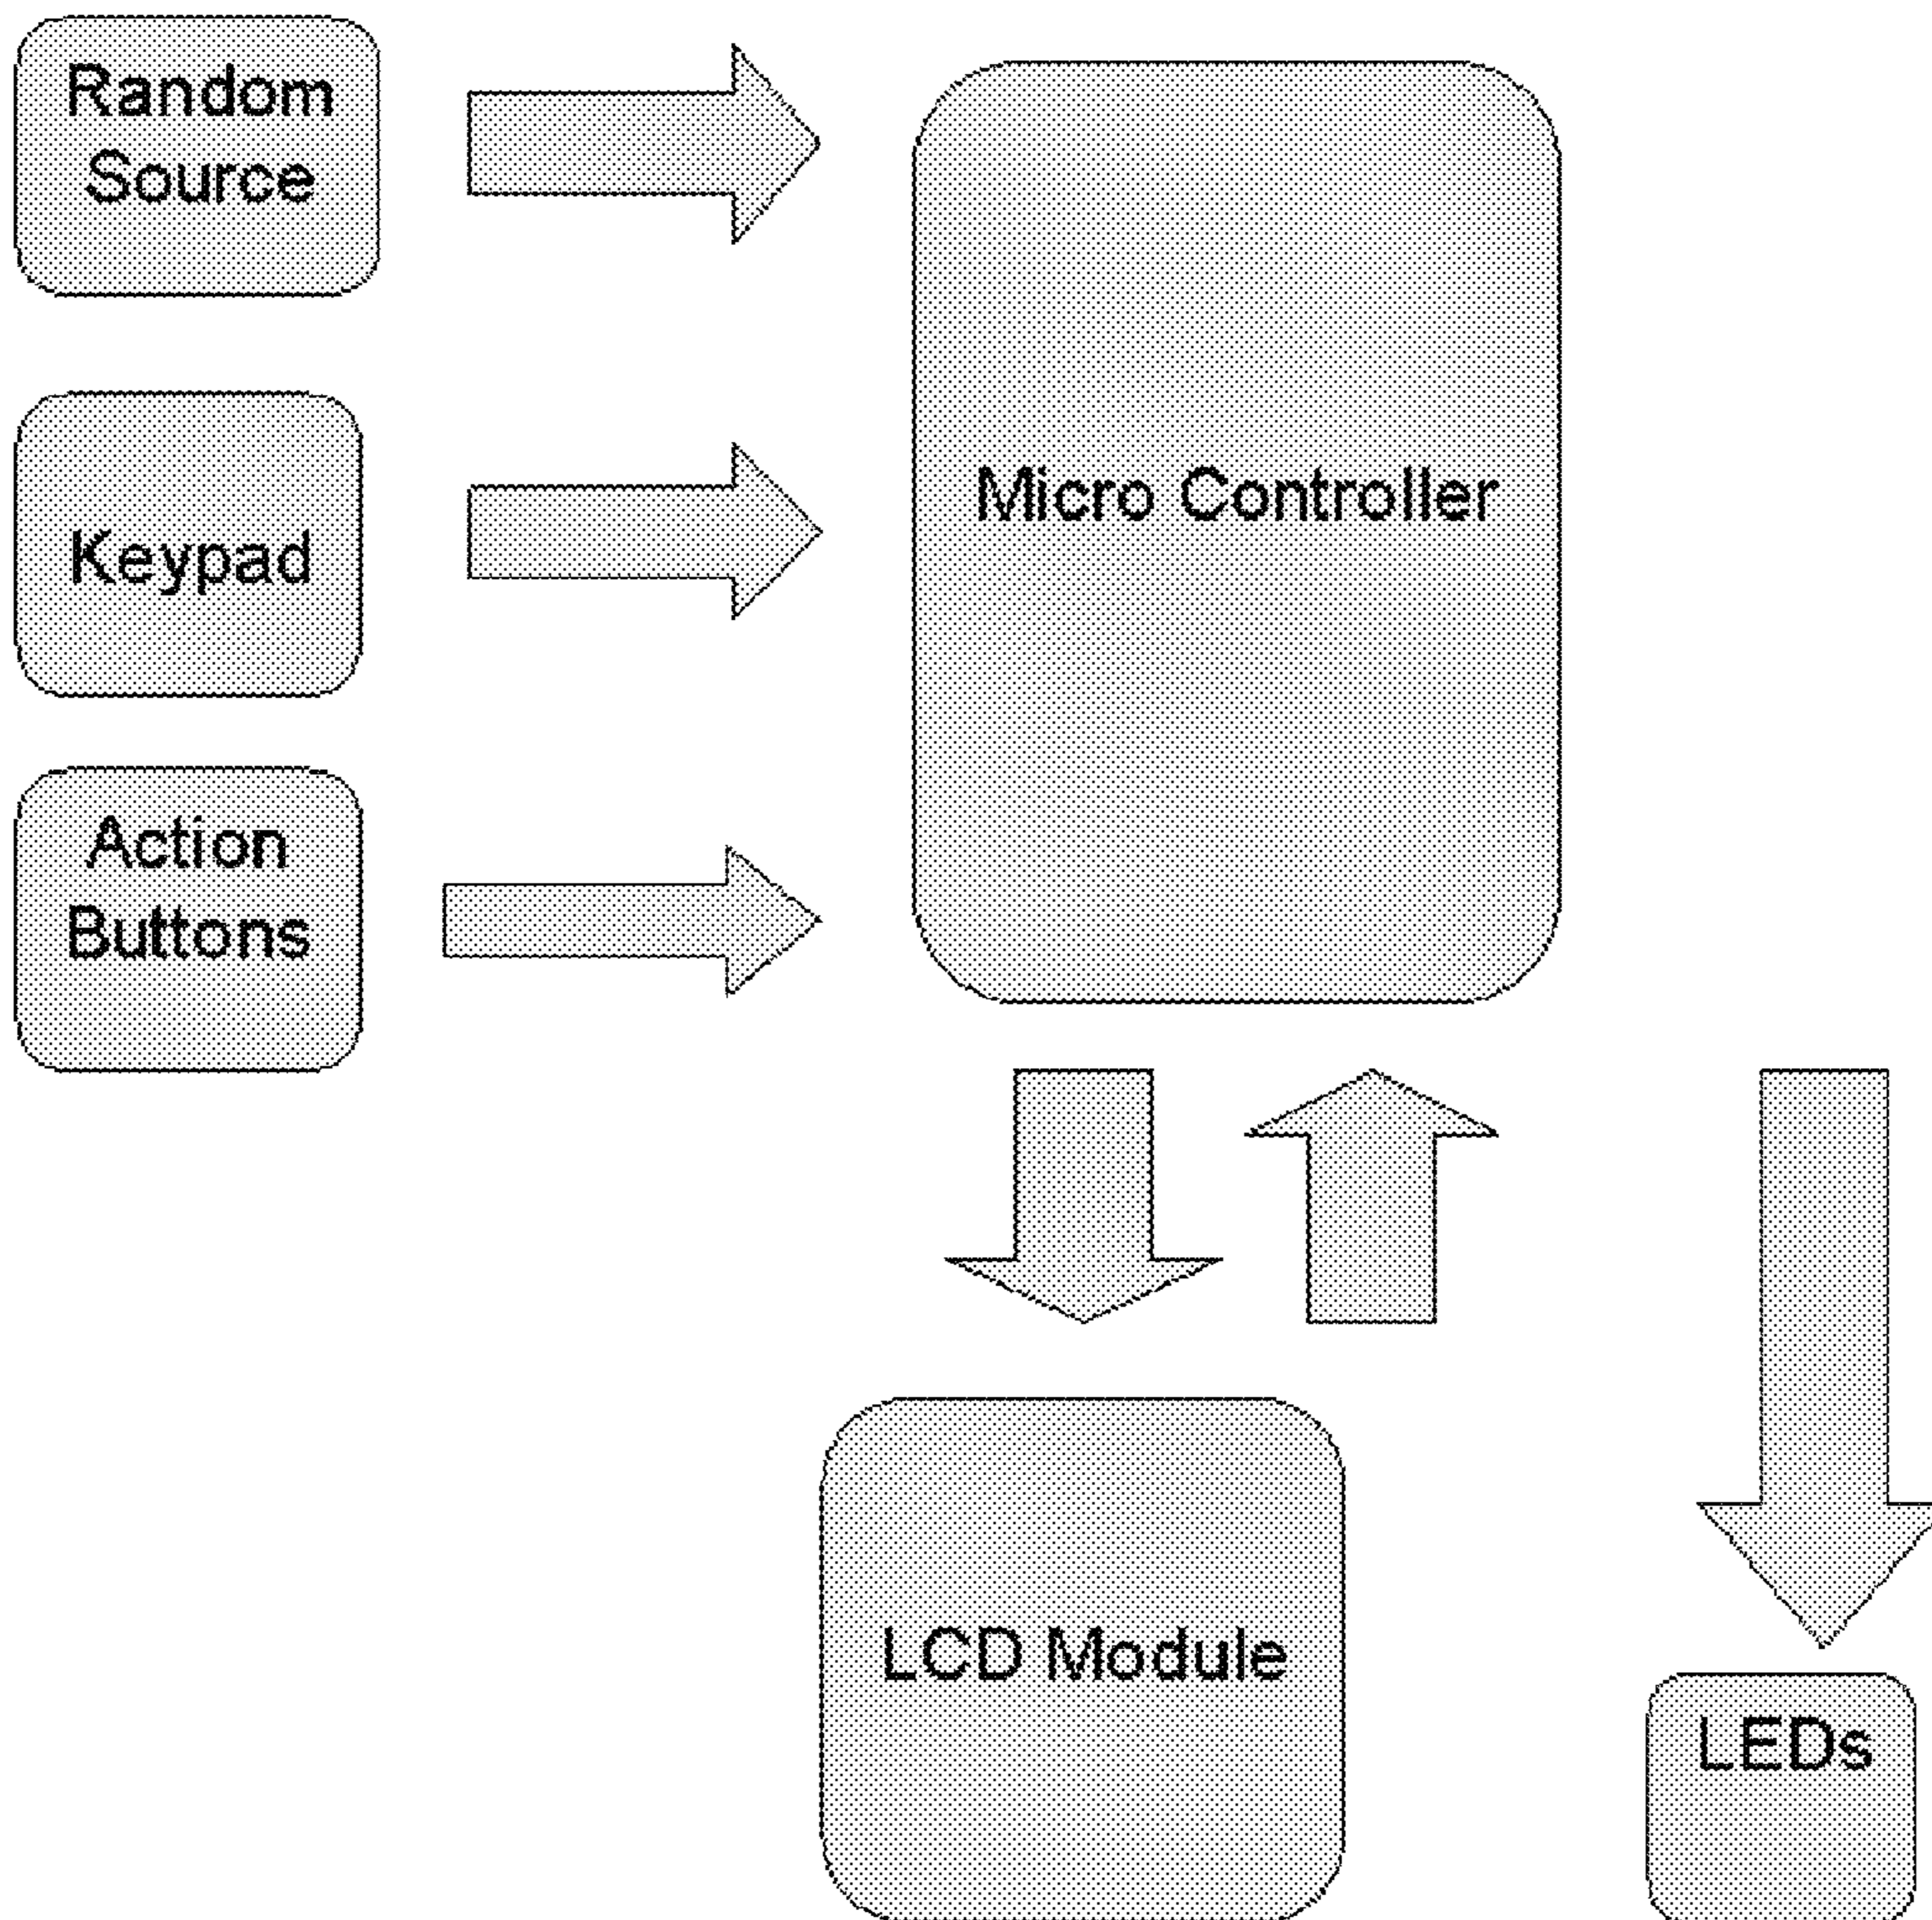 Random
Source
Micro Controller
Keypad
Action
Buttons
LCD Module
LEDs